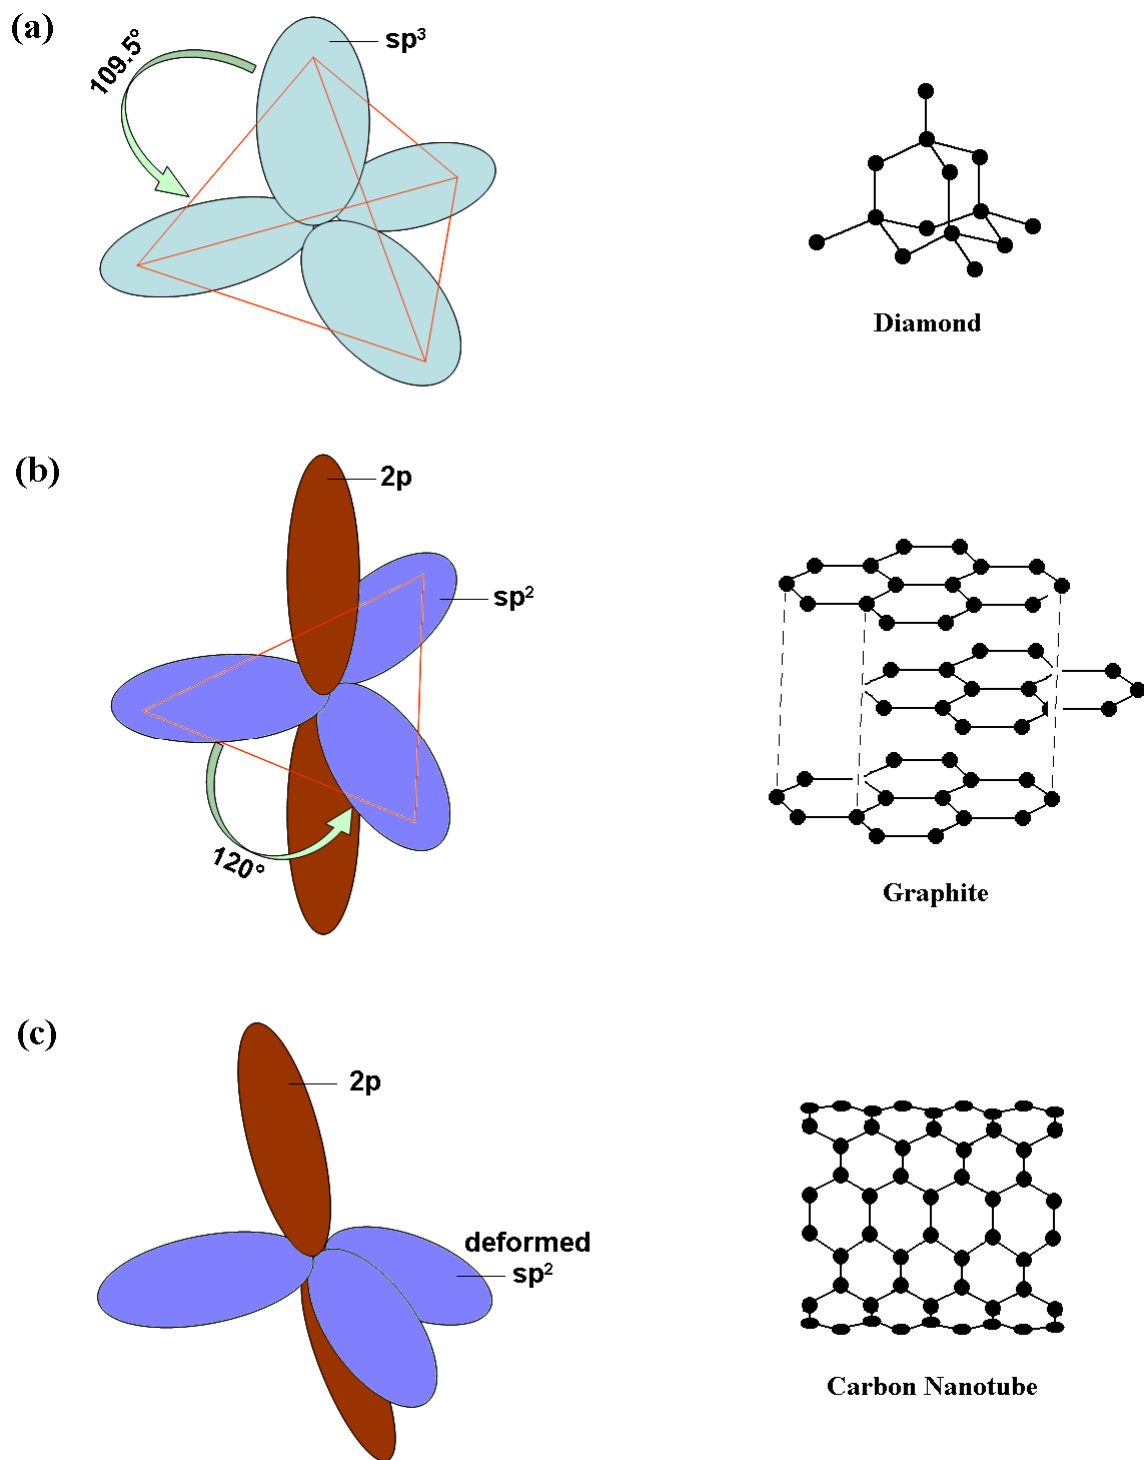 (a)
109.5°
sp³
Diamond
(b)
2p
sp²
120°
Graphite
(c)
2p
deformed
sp²
Carbon Nanotube